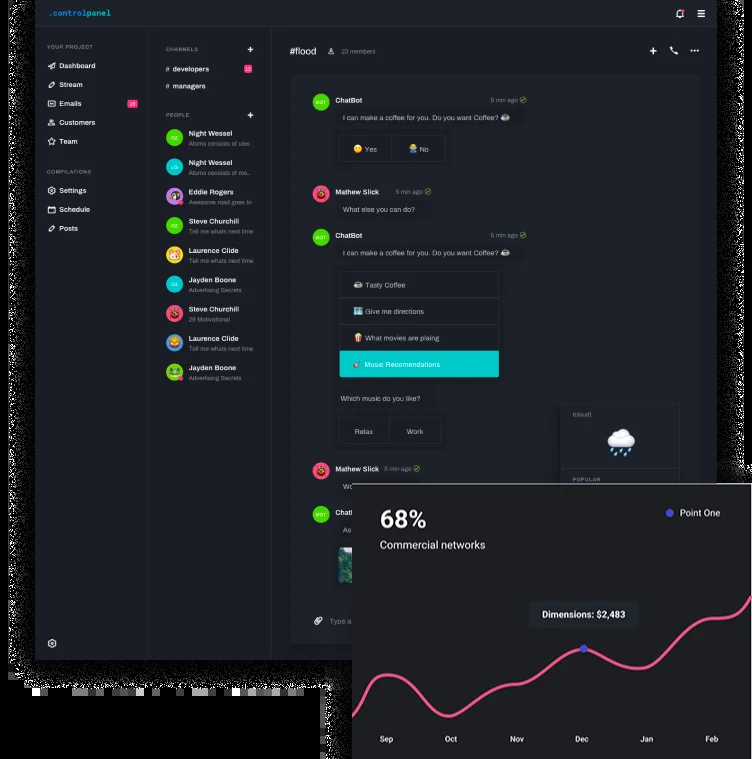 .controlpanel
YOUR PROJECT
Dashboard
Stream
Emails
Customers
Team
COMPILATIONS
Settings
Schedule
Posts
CHANNELS +
# developers
# managers
PEOPLE +
OZ
Night Wessel
Atoms consists of ules
LG
Night Wessel
Atoms consists of mo..
Eddie Rogers
Awesome road goes to
OZ
Steve Churchill
Tell me whats next time
Laurence Clide
Tell me whats next time
Jayden Boone
Advertising Secrets
Steve Churchill
29 Motivational
Laurence Clide
Tell me whats next time
Jayden Boone
Advertising Secrets
#flood 23 members
BOT
ChatBot 5 min ago
I can make a coffee for you. Do you want Coffee? ☕
😀 Yes No
Mathew Slick 5 min ago
What else you can do?
BOT
ChatBot 5 min ago
I can make a coffee for you. Do you want Coffee? ☕
☕ Tasty Coffee
🗺️ Give me directions
🍿 What movies are plaing
🎸 Music Recomendations
Which music do you like?
Relax Work
Mathew Slick 5 min ago
Wo
BOT
Chat
As
Type a
(cloud)
POPULAR
68%
Commercial networks
Point One
Dimensions: $2,483
Sep Oct Nov Dec Jan Feb